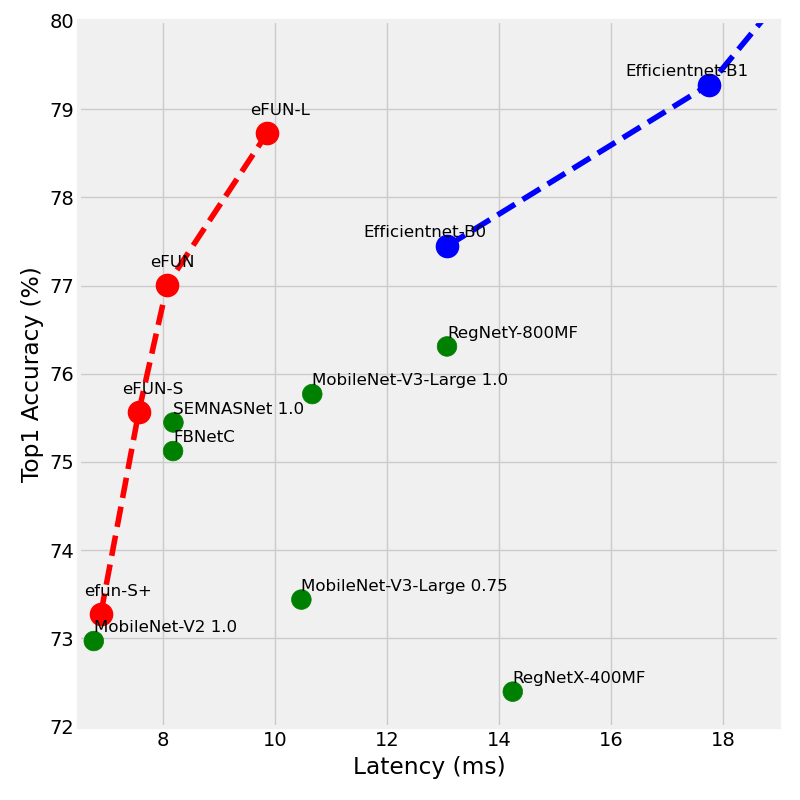 80
79
78
77
76
75
74
73
72
Top1 Accuracy (%)
Efficientnet-B1
eFUN-L
Efficientnet-B0
eFUN
RegNetY-800MF
MobileNet-V3-Large 1.0
eFUN-S
SEMNASNet 1.0
FBNetC
efun-S+
MobileNet-V3-Large 0.75
MobileNet-V2 1.0
RegNetX-400MF
8 10 12 14 16 18
Latency (ms)